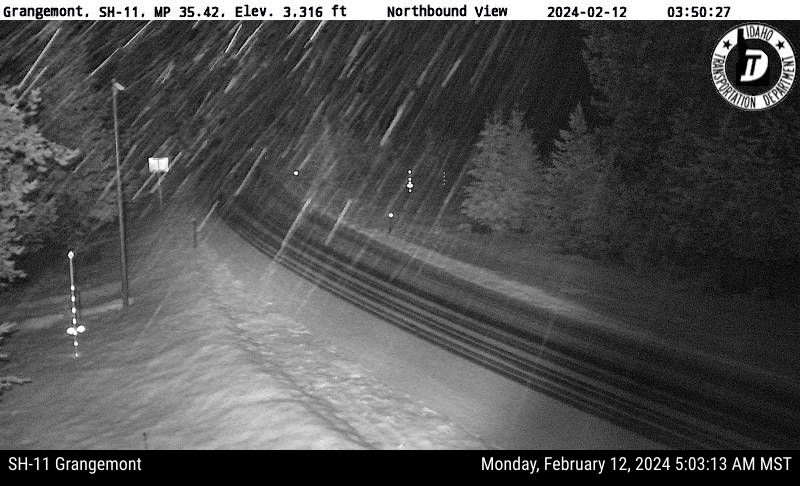 Grangemont, SH-11, MP 35.42, Elev. 3,316 ft Northbound View 2024-02-12 03:50:27
IDAHO
TRANSPORTATION DEPARTMENT
SH-11 Grangemont Monday, February 12, 2024 5:03:13 AM MST